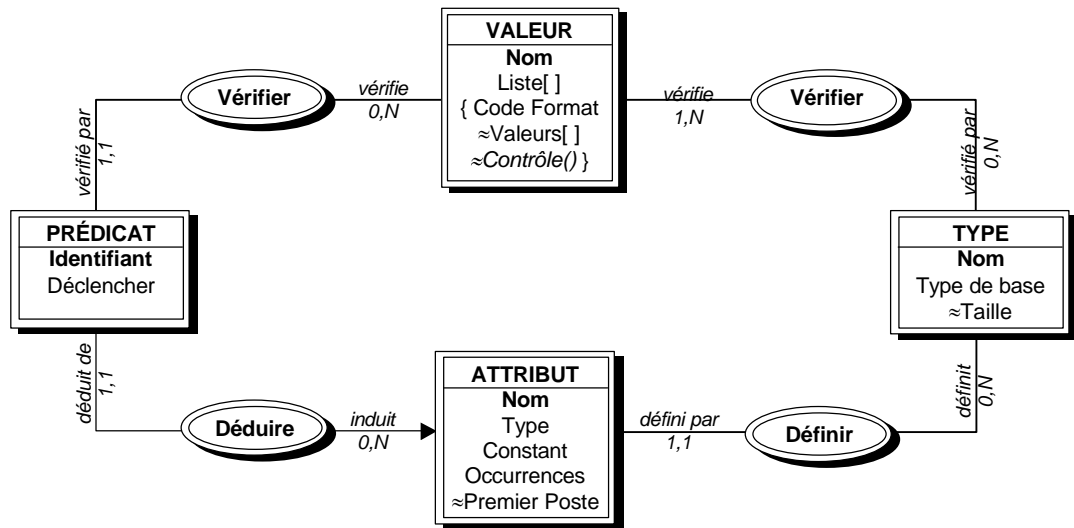 VALEUR
Nom
Liste[ ]
{ Code Format
≈Valeurs[ ]
≈Contrôle() }
Vérifier
vérifie
0,N
vérifie
1,N
Vérifier
vérifié par
1,1
vérifié par
0,N
PRÉDICAT
Identifiant
Déclencher
TYPE
Nom
Type de base
≈Taille
déduit de
1,1
définit
0,N
ATTRIBUT
Nom
Type
Constant
Occurrences
≈Premier Poste
Déduire
induit
0,N
défini par
1,1
Définir